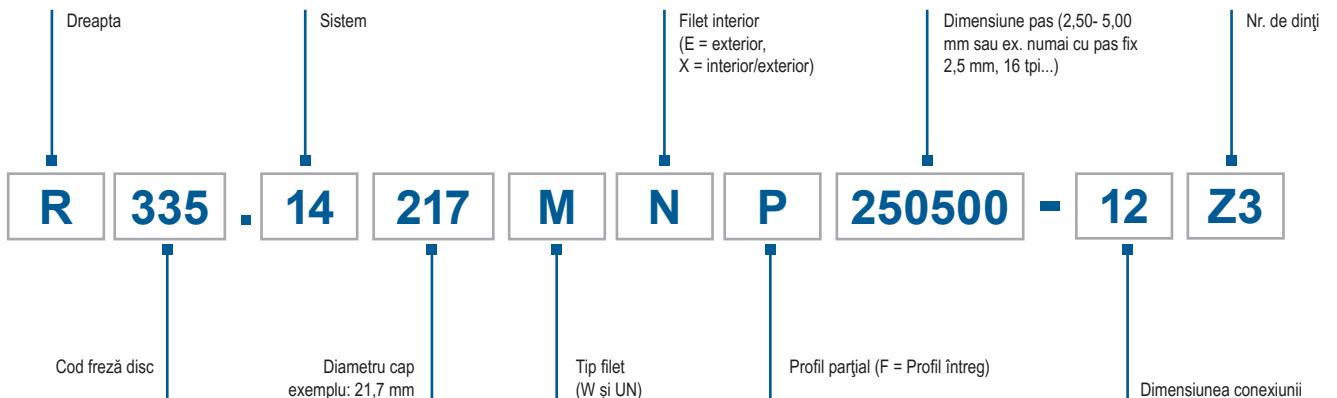 Dreapta
Sistem
Filet interior
(E = exterior,
X = interior/exterior)
Dimensiune pas (2,50- 5,00
mm sau ex. numai cu pas fix
2,5 mm, 16 tpi...)
Nr. de dinţi
R 335 . 14 217 M N P 250500 - 12 Z3
Cod freză disc
Diametru cap
exemplu: 21,7 mm
Tip filet
(W și UN)
Profil parţial (F = Profil întreg)
Dimensiunea conexiunii